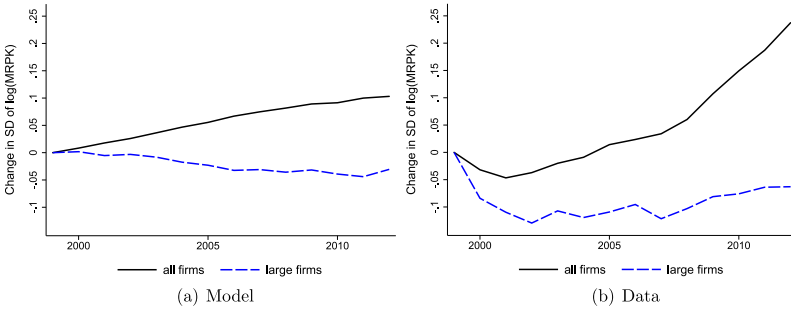 Change in SD of log(MRPK)
.25
.2
.15
.1
.05
0
-.05
-.1
2000
2005
2010
all firms
large firms
(a) Model
Change in SD of log(MRPK)
.25
.2
.15
.1
.05
0
-.05
-.1
2000
2005
2010
all firms
large firms
(b) Data